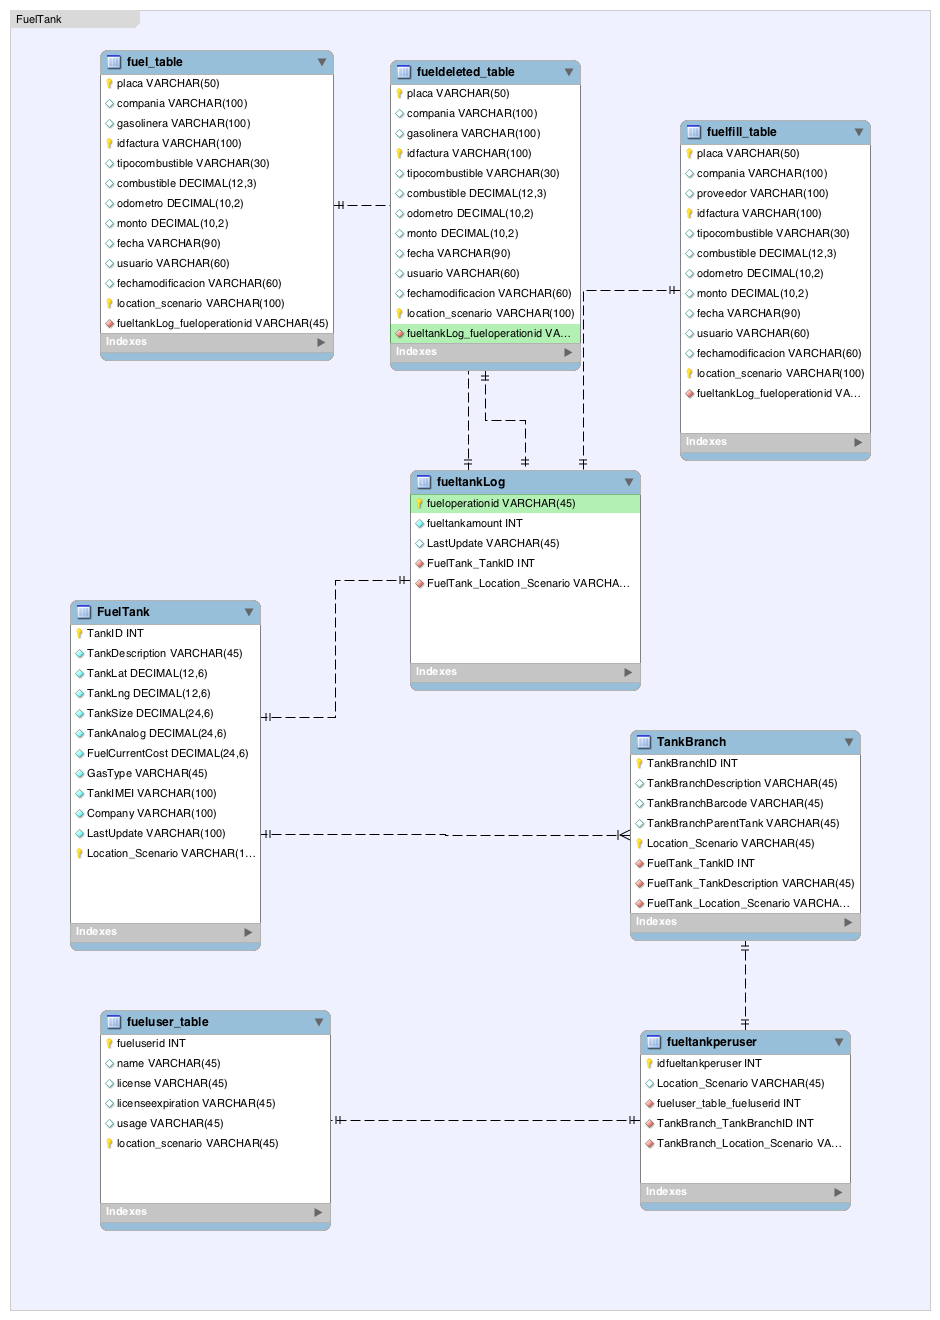 FuelTank
fuel_table
placa VARCHAR(50)
compania VARCHAR(100)
gasolinera VARCHAR(100)
idfactura VARCHAR(100)
tipocombustible VARCHAR(30)
combustible DECIMAL(12,3)
odometro DECIMAL(10,2)
monto DECIMAL(10,2)
fecha VARCHAR(90)
usuario VARCHAR(60)
fechamodificacion VARCHAR(60)
location_scenario VARCHAR(100)
fueltankLog_fueloperationid VARCHAR(45)
Indexes
fueldeleted_table
placa VARCHAR(50)
compania VARCHAR(100)
gasolinera VARCHAR(100)
idfactura VARCHAR(100)
tipocombustible VARCHAR(30)
combustible DECIMAL(12,3)
odometro DECIMAL(10,2)
monto DECIMAL(10,2)
fecha VARCHAR(90)
usuario VARCHAR(60)
fechamodificacion VARCHAR(60)
location_scenario VARCHAR(100)
fueltankLog_fueloperationid VA...
Indexes
fuelfill_table
placa VARCHAR(50)
compania VARCHAR(100)
proveedor VARCHAR(100)
idfactura VARCHAR(100)
tipocombustible VARCHAR(30)
combustible DECIMAL(12,3)
odometro DECIMAL(10,2)
monto DECIMAL(10,2)
fecha VARCHAR(90)
usuario VARCHAR(60)
fechamodificacion VARCHAR(60)
location_scenario VARCHAR(100)
fueltankLog_fueloperationid VA...
Indexes
fueltankLog
fueloperationid VARCHAR(45)
fueltankamount INT
LastUpdate VARCHAR(45)
FuelTank_TankID INT
FuelTank_Location_Scenario VARCHA...
Indexes
FuelTank
TankID INT
TankDescription VARCHAR(45)
TankLat DECIMAL(12,6)
TankLng DECIMAL(12,6)
TankSize DECIMAL(24,6)
TankAnalog DECIMAL(24,6)
FuelCurrentCost DECIMAL(24,6)
GasType VARCHAR(45)
TankIMEI VARCHAR(100)
Company VARCHAR(100)
LastUpdate VARCHAR(100)
Location_Scenario VARCHAR(1...
Indexes
TankBranch
TankBranchID INT
TankBranchDescription VARCHAR(45)
TankBranchBarcode VARCHAR(45)
TankBranchParentTank VARCHAR(45)
Location_Scenario VARCHAR(45)
FuelTank_TankID INT
FuelTank_TankDescription VARCHAR(45)
FuelTank_Location_Scenario VARCHA...
Indexes
fueluser_table
fueluserid INT
name VARCHAR(45)
license VARCHAR(45)
licenseexpiration VARCHAR(45)
usage VARCHAR(45)
location_scenario VARCHAR(45)
Indexes
fueltankperuser
idfueltankperuser INT
Location_Scenario VARCHAR(45)
fueluser_table_fueluserid INT
TankBranch_TankBranchID INT
TankBranch_Location_Scenario VA...
Indexes